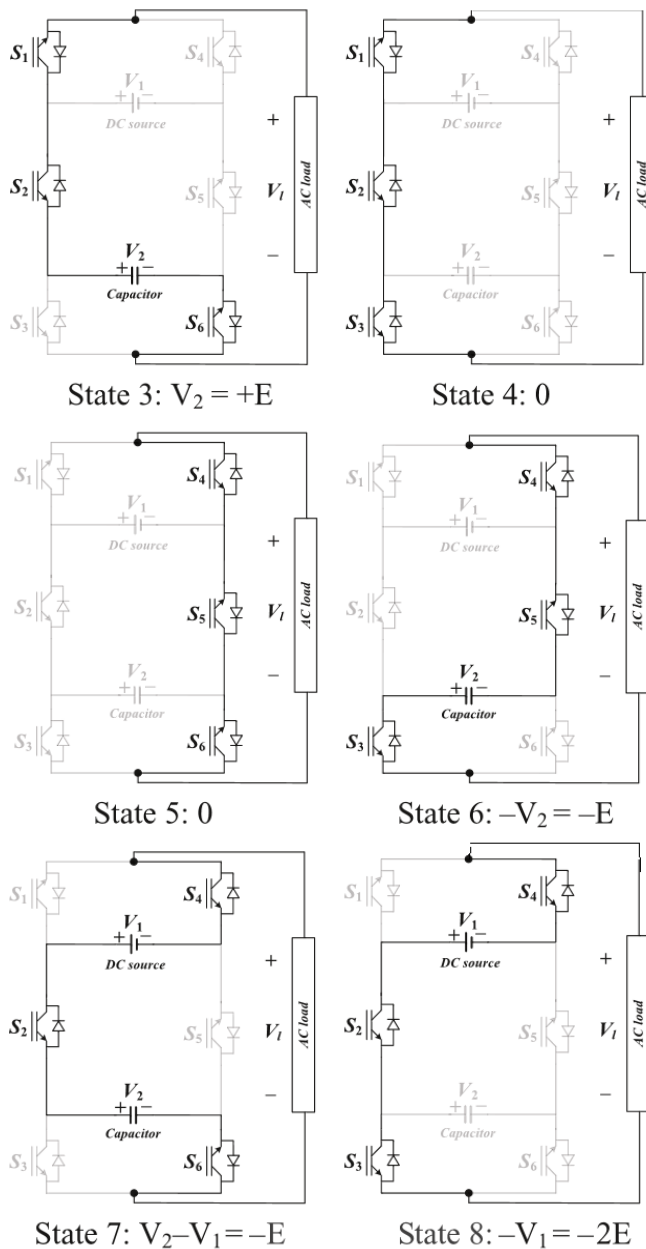 S1
S4
V1
+ −
DC source
S2
S5
V2
+ −
Capacitor
S3
S6
+
Vl
−
AC load
State 3: V2 = +E
S1
S4
V1
+ −
DC source
S2
S5
V2
+ −
Capacitor
S3
S6
+
Vl
−
AC load
State 4: 0
S1
S4
V1
+ −
DC source
S2
S5
V2
+ −
Capacitor
S3
S6
+
Vl
−
AC load
State 5: 0
S1
S4
V1
+ −
DC source
S2
S5
V2
+ −
Capacitor
S3
S6
+
Vl
−
AC load
State 6: –V2 = –E
S1
S4
V1
+ −
DC source
S2
S5
V2
+ −
Capacitor
S3
S6
+
Vl
−
AC load
State 7: V2–V1 = –E
S1
S4
V1
+ −
DC source
S2
S5
V2
+ −
Capacitor
S3
S6
+
Vl
−
AC load
State 8: –V1 = –2E